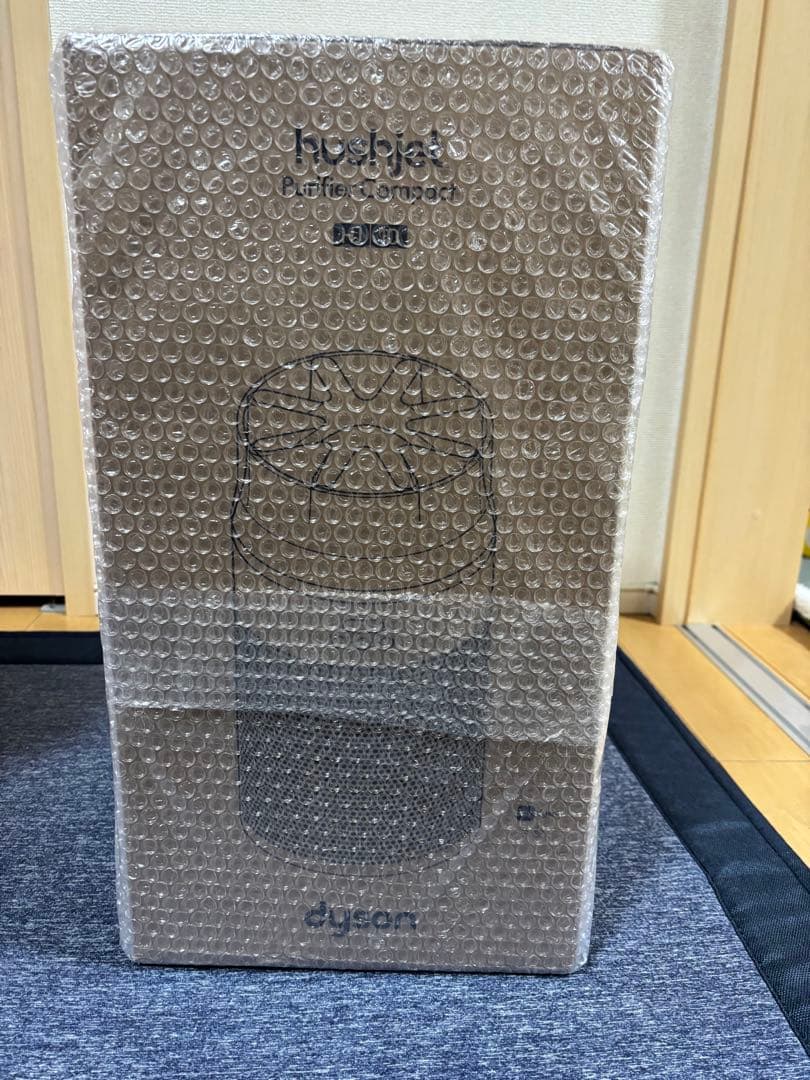 hushjet
Purifier Compact
dyson